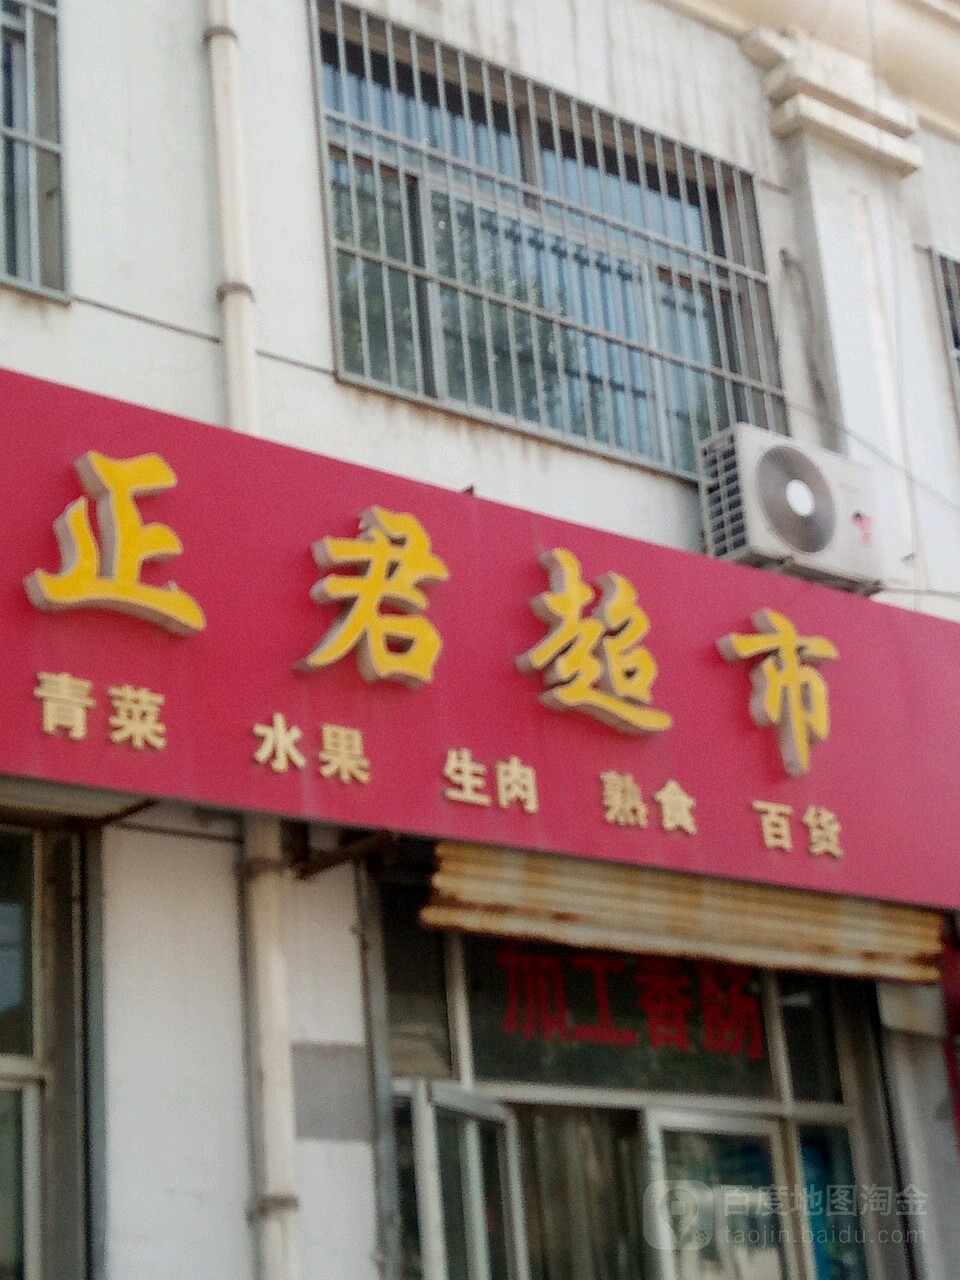 正君超市
青菜 水果 生肉 熟食 百货
加工香肠
百度地图淘金
taojin.baidu.com